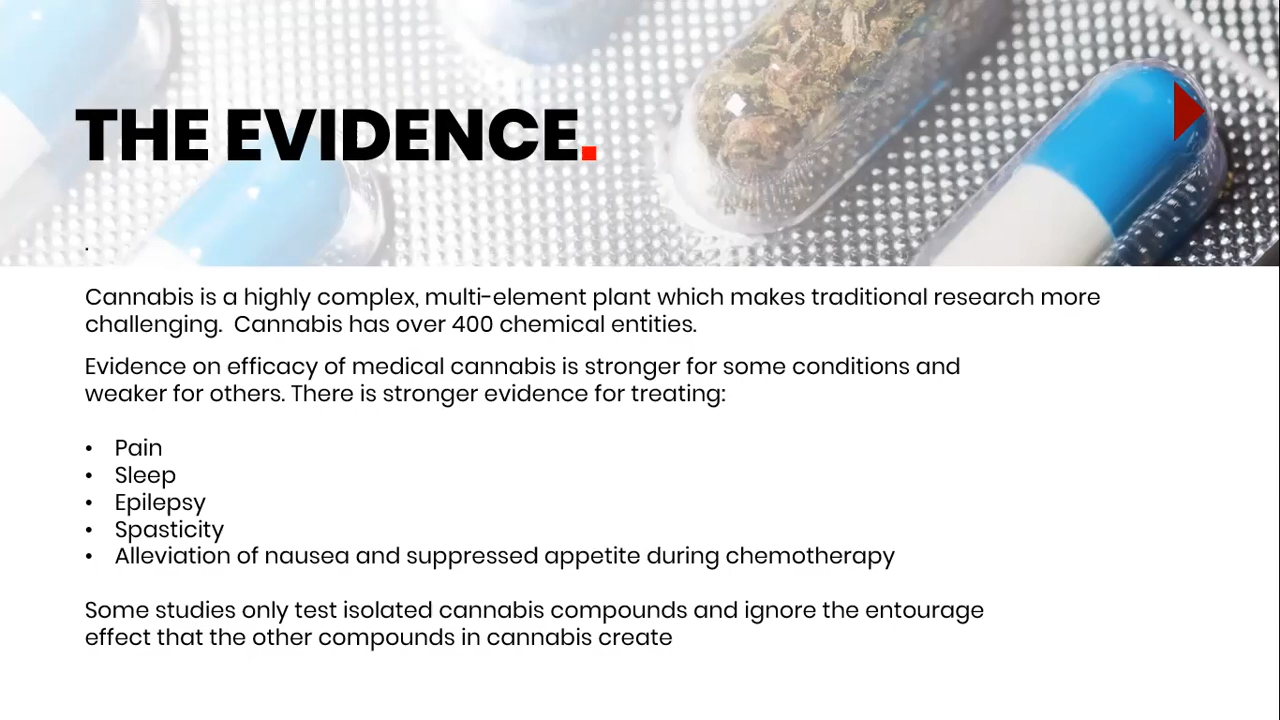 THE EVIDENCE.
.
Cannabis is a highly complex, multi-element plant which makes traditional research more
challenging.  Cannabis has over 400 chemical entities.
Evidence on efficacy of medical cannabis is stronger for some conditions and
weaker for others. There is stronger evidence for treating:
• Pain
• Sleep
• Epilepsy
• Spasticity
• Alleviation of nausea and suppressed appetite during chemotherapy
Some studies only test isolated cannabis compounds and ignore the entourage
effect that the other compounds in cannabis create